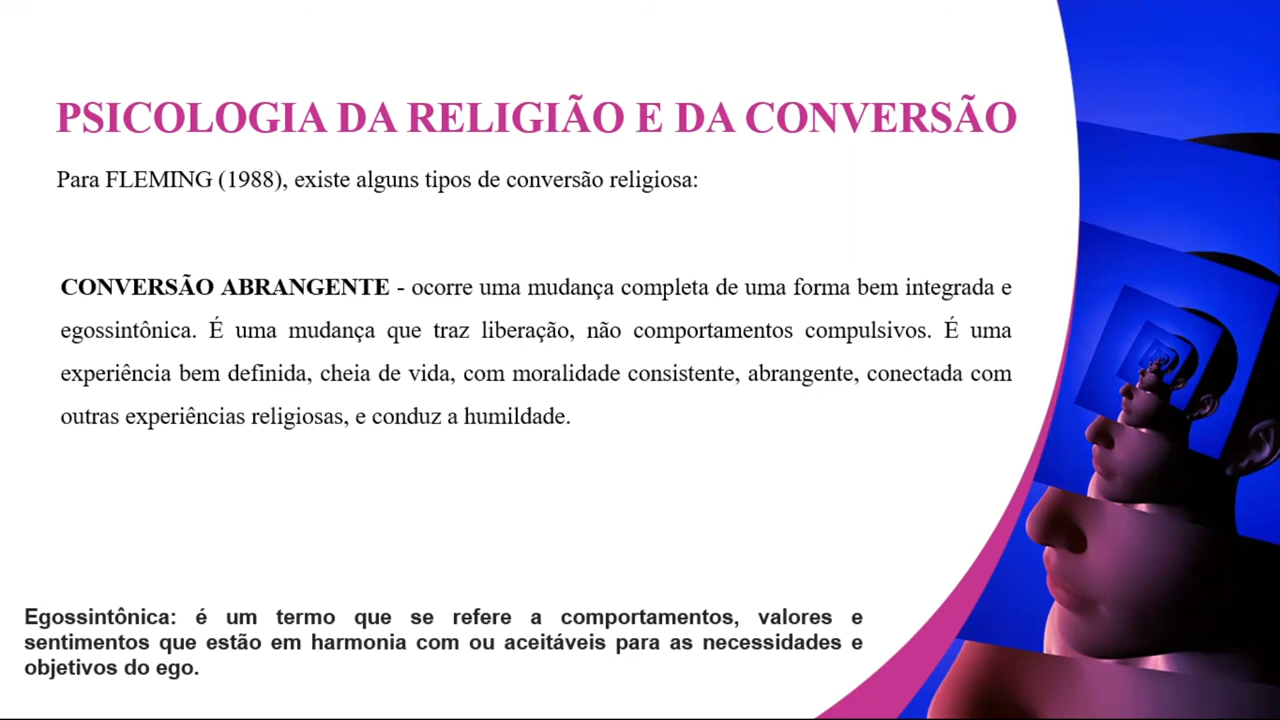 PSICOLOGIA DA RELIGIÃO E DA CONVERSÃO
Para FLEMING (1988), existe alguns tipos de conversão religiosa:
CONVERSÃO ABRANGENTE - ocorre uma mudança completa de uma forma bem integrada e
egossintônica. É uma mudança que traz liberação, não comportamentos compulsivos. É uma
experiência bem definida, cheia de vida, com moralidade consistente, abrangente, conectada com
outras experiências religiosas, e conduz a humildade.
Egossintônica: é um termo que se refere a comportamentos, valores e
sentimentos que estão em harmonia com ou aceitáveis para as necessidades e
objetivos do ego.